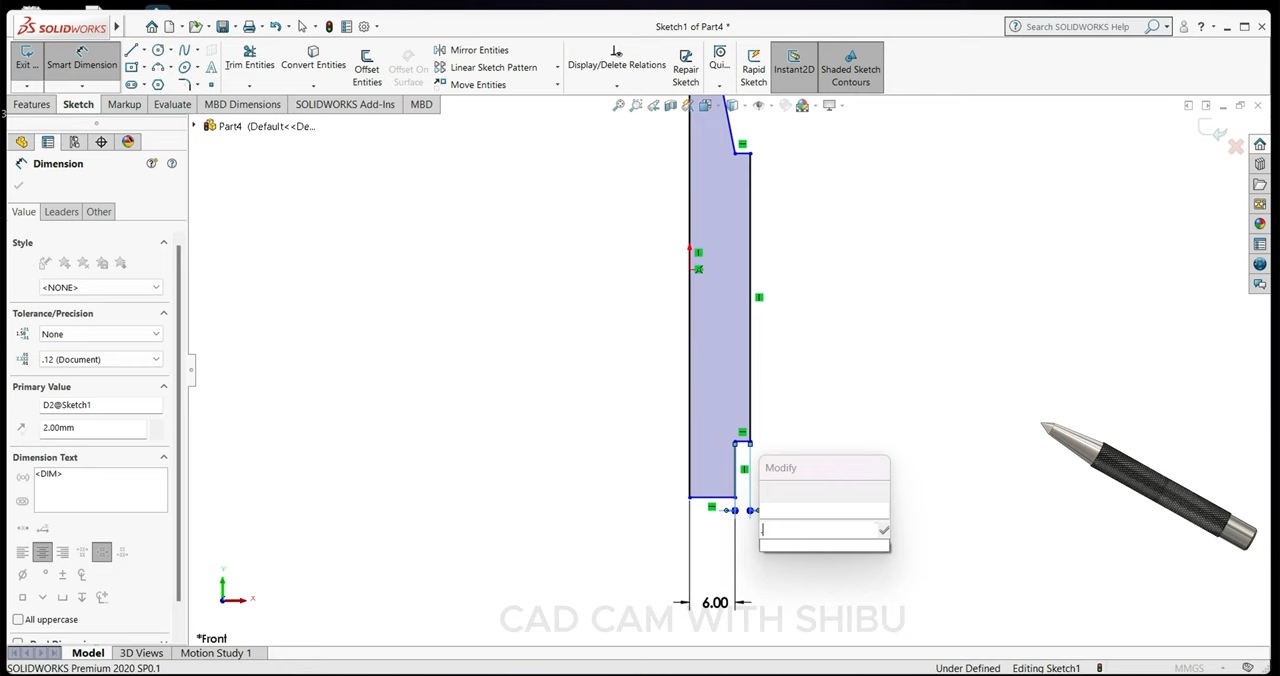 SOLIDWORKS
Sketch1 of Part4 *
Search SOLIDWORKS Help
Exit ...
Smart Dimension
Trim Entities
Convert Entities
Offset Entities
Offset On Surface
Mirror Entities
Linear Sketch Pattern
Move Entities
Display/Delete Relations
Repair Sketch
Qui...
Rapid Sketch
Instant2D
Shaded Sketch Contours
Features
Sketch
Markup
Evaluate
MBD Dimensions
SOLIDWORKS Add-Ins
MBD
Part4 (Default<<De...
Dimension
Value
Leaders
Other
Style
<NONE>
Tolerance/Precision
None
.12 (Document)
Primary Value
D2@Sketch1
2.00mm
Dimension Text
<DIM>
All uppercase
Modify
6.00
CAD CAM WITH SHIBU
Y
X
*Front
Model
3D Views
Motion Study 1
SOLIDWORKS Premium 2020 SP0.1
Under Defined
Editing Sketch1
MMGS